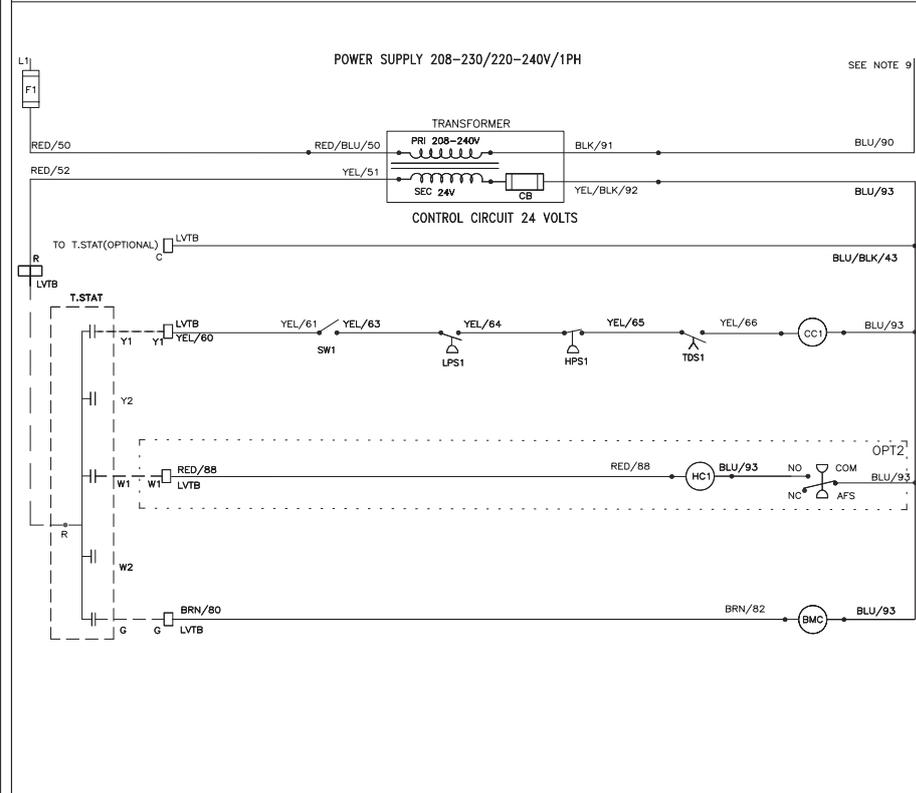 L1
POWER SUPPLY 208-230/220-240V/1PH
SEE NOTE 9
F1
TRANSFORMER
RED/50
RED/BLU/50
PRI 208-240V
BLK/91
BLU/90
RED/52
YEL/51
SEC 24V
CB
YEL/BLK/92
BLU/93
CONTROL CIRCUIT 24 VOLTS
TO T.STAT(OPTIONAL)
LVTB
C
BLU/BLK/43
R
LVTB
T.STAT
Y1
Y1
LVTB
YEL/60
YEL/61
SW1
YEL/63
LPS1
YEL/64
HPS1
YEL/65
TDS1
YEL/66
CC1
BLU/93
Y2
OPT2
W1
W1
RED/88
LVTB
RED/88
HC1
BLU/93
NO
COM
NC
AFS
BLU/93
R
W2
G
G
BRN/80
LVTB
BRN/82
BMC
BLU/93